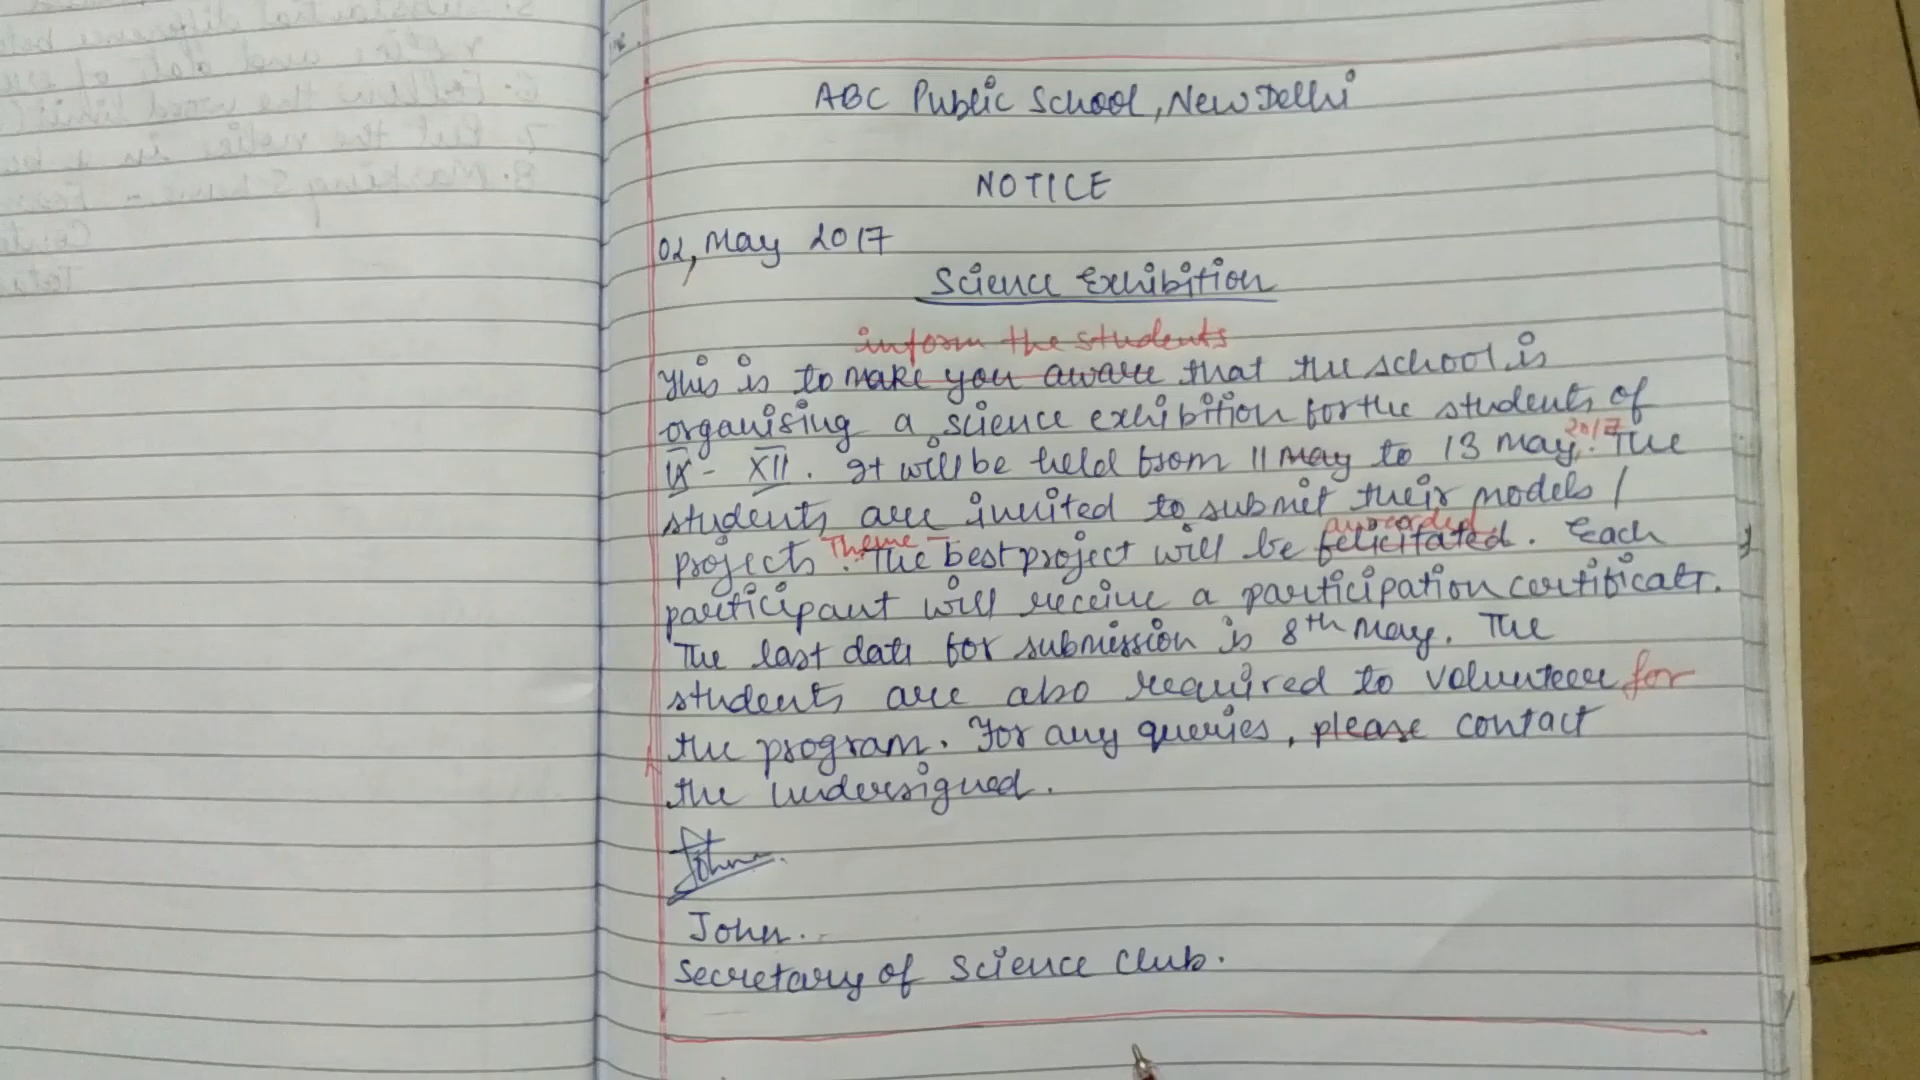 ABC Public School, New Delhi
NOTICE
02, May 2017
Science Exhibition
inform the students
This is to make you aware that the school is
organising a science exhibition for the students of
IX - XII. It will be held from 11 May to 13 May 2017. The
students are invited to submit their models /
projects. Theme - The best project will be felicitated. Each
awarded
participant will receive a participation certificate.
The last date for submission is 8th May. The
students are also required to volunteer for
the program. For any queries, please contact
the undersigned.
John
John.
Secretary of Science Club.